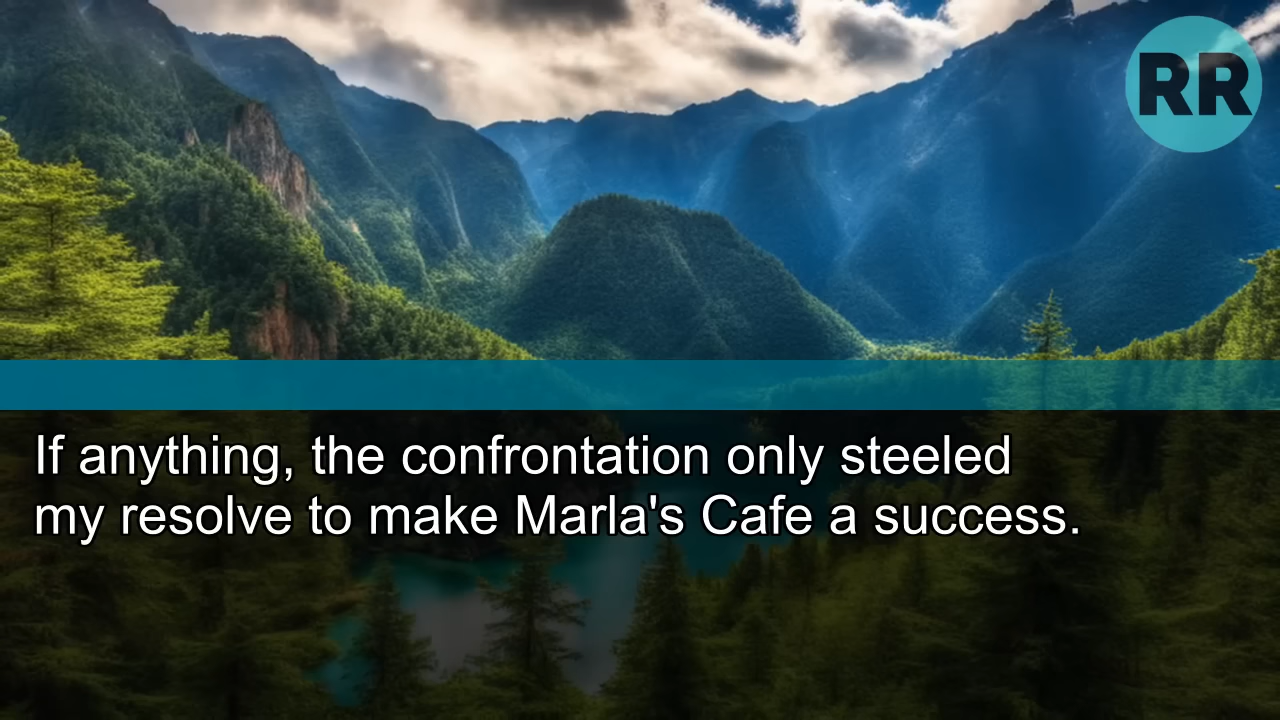 RR
If anything, the confrontation only steeled
my resolve to make Marla's Cafe a success.